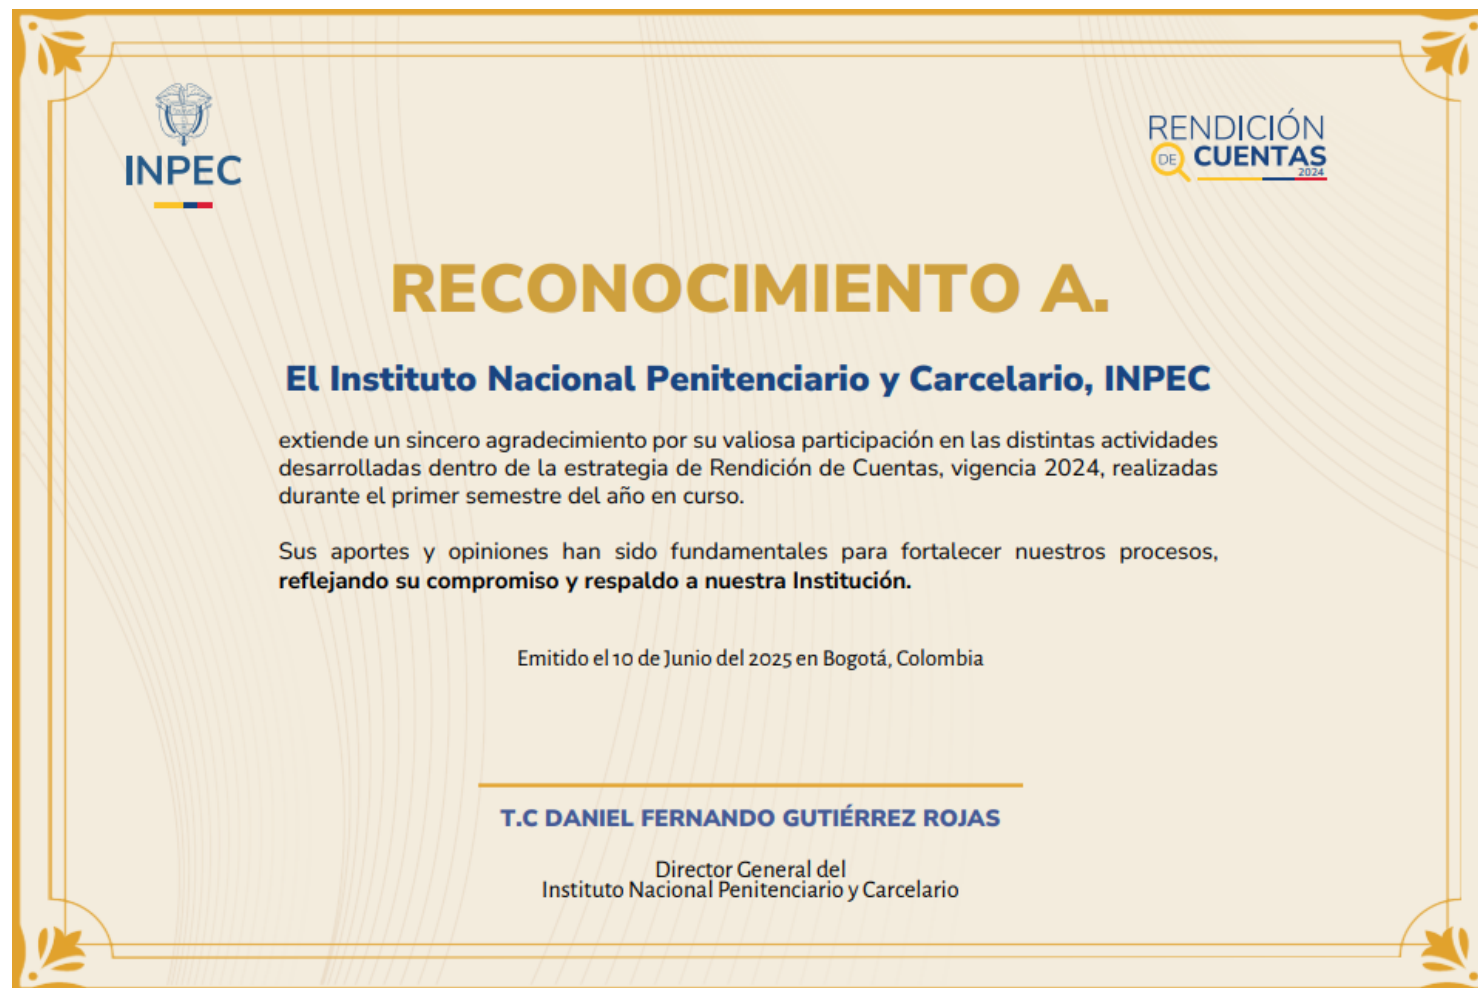 INPEC
RENDICIÓN
DE CUENTAS
2024
RECONOCIMIENTO A.
El Instituto Nacional Penitenciario y Carcelario, INPEC
extiende un sincero agradecimiento por su valiosa participación en las distintas actividades
desarrolladas dentro de la estrategia de Rendición de Cuentas, vigencia 2024, realizadas
durante el primer semestre del año en curso.
Sus aportes y opiniones han sido fundamentales para fortalecer nuestros procesos,
reflejando su compromiso y respaldo a nuestra Institución.
Emitido el 10 de Junio del 2025 en Bogotá, Colombia
T.C DANIEL FERNANDO GUTIÉRREZ ROJAS
Director General del
Instituto Nacional Penitenciario y Carcelario